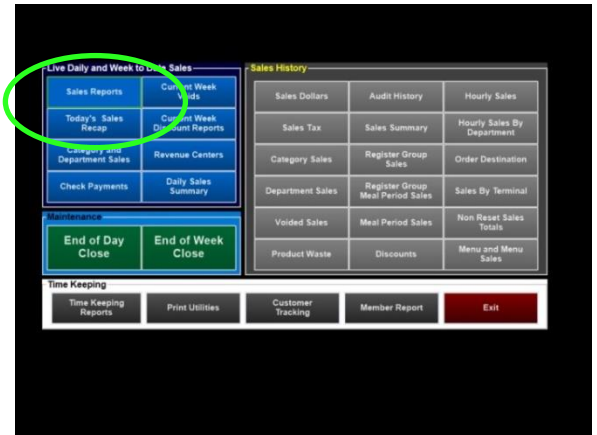 Live Daily and Week to Date Sales
Sales Reports
Current Week
Voids
Today's Sales
Recap
Current Week
Discount Reports
Category and
Department Sales
Revenue Centers
Check Payments
Daily Sales
Summary
Maintenance
End of Day
Close
End of Week
Close
Sales History
Sales Dollars
Audit History
Hourly Sales
Sales Tax
Sales Summary
Hourly Sales By
Department
Category Sales
Register Group
Sales
Order Destination
Department Sales
Register Group
Meal Period Sales
Sales By Terminal
Voided Sales
Meal Period Sales
Non Reset Sales
Totals
Product Waste
Discounts
Menu and Menu
Sales
Time Keeping
Time Keeping
Reports
Print Utilities
Customer
Tracking
Member Report
Exit